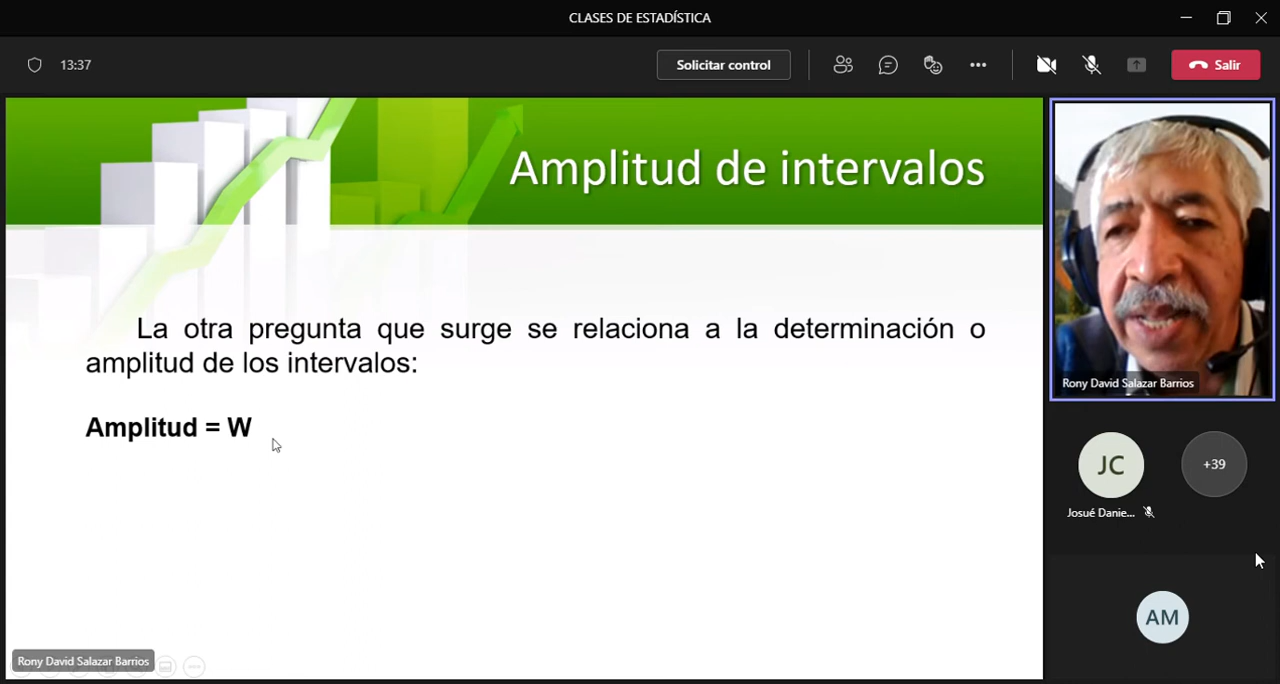 CLASES DE ESTADÍSTICA
13:37
Solicitar control
Salir
Amplitud de intervalos
La otra pregunta que surge se relaciona a la determinación o
amplitud de los intervalos:
Amplitud = W
Rony David Salazar Barrios
JC
+39
Josué Danie...
AM
Rony David Salazar Barrios